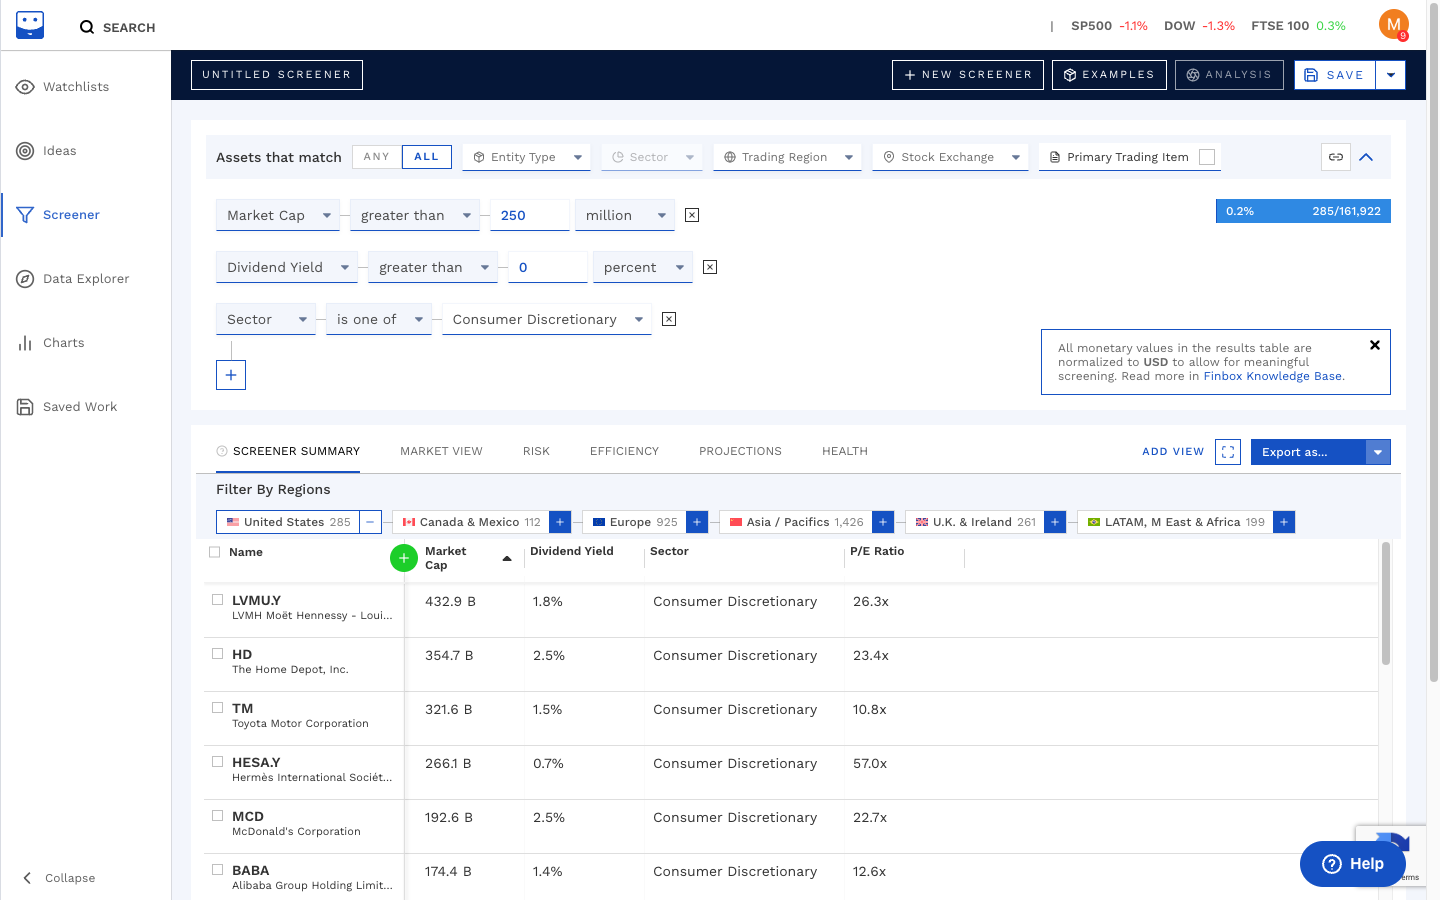 SEARCH
| SP500 -1.1% DOW -1.3% FTSE 100 0.3%
M
9
Watchlists
Ideas
Screener
Data Explorer
Charts
Saved Work
Collapse
UNTITLED SCREENER
NEW SCREENER
EXAMPLES
ANALYSIS
SAVE
Assets that match
ANY
ALL
Entity Type
Sector
Trading Region
Stock Exchange
Primary Trading Item
Market Cap greater than 250 million
0.2% 285/161,922
Dividend Yield greater than 0 percent
Sector is one of Consumer Discretionary
All monetary values in the results table are
normalized to USD to allow for meaningful
screening. Read more in Finbox Knowledge Base.
SCREENER SUMMARY
MARKET VIEW
RISK
EFFICIENCY
PROJECTIONS
HEALTH
ADD VIEW
Export as...
Filter By Regions
United States 285
Canada & Mexico 112
Europe 925
Asia / Pacifics 1,426
U.K. & Ireland 261
LATAM, M East & Africa 199
Name
Market
Cap
Dividend Yield
Sector
P/E Ratio
LVMU.Y
LVMH Moët Hennessy - Loui...
432.9 B 1.8% Consumer Discretionary 26.3x
HD
The Home Depot, Inc.
354.7 B 2.5% Consumer Discretionary 23.4x
TM
Toyota Motor Corporation
321.6 B 1.5% Consumer Discretionary 10.8x
HESA.Y
Hermès International Sociét...
266.1 B 0.7% Consumer Discretionary 57.0x
MCD
McDonald's Corporation
192.6 B 2.5% Consumer Discretionary 22.7x
BABA
Alibaba Group Holding Limit...
174.4 B 1.4% Consumer Discretionary 12.6x
Help